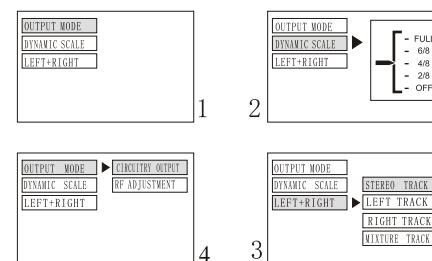 OUTPUT MODE
DYNAMIC SCALE
LEFT+RIGHT
1
OUTPUT MODE
DYNAMIC SCALE
LEFT+RIGHT
- FULL
- 6/8
- 4/8
- 2/8
- OFF
2
OUTPUT MODE
DYNAMIC SCALE
LEFT+RIGHT
CIRCUITRY OUTPUT
RF ADJUSTMENT
4
OUTPUT MODE
DYNAMIC SCALE
LEFT+RIGHT
STEREO TRACK
LEFT TRACK
RIGHT TRACK
MIXTURE TRACK
3